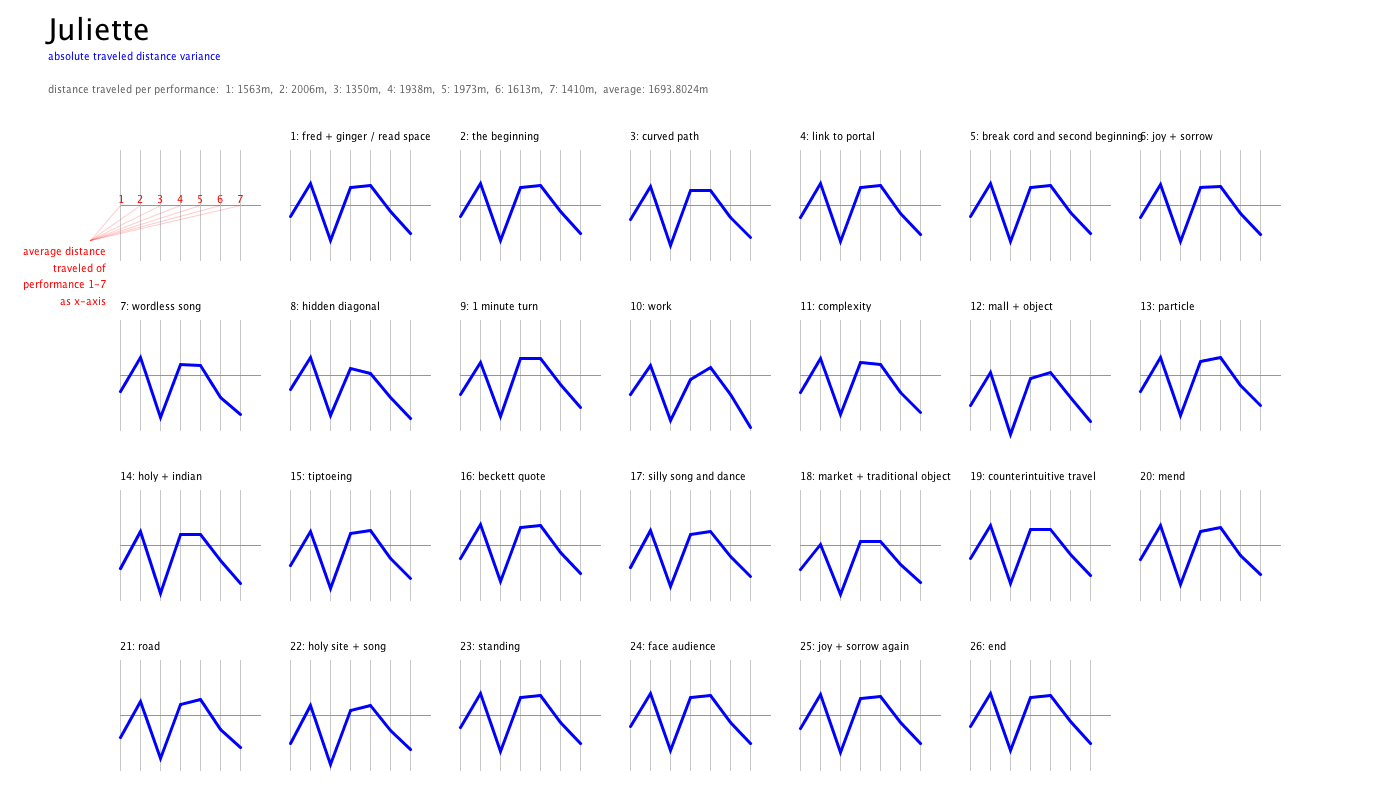 Juliette
absolute traveled distance variance
distance traveled per performance:  1: 1563m,  2: 2006m,  3: 1350m,  4: 1938m,  5: 1973m,  6: 1613m,  7: 1410m,  average: 1693.8024m
1: fred + ginger / read space
2: the beginning
3: curved path
4: link to portal
5: break cord and second beginning
6: joy + sorrow
1 2 3 4 5 6 7
average distance
traveled of
performance 1-7
as x-axis
7: wordless song
8: hidden diagonal
9: 1 minute turn
10: work
11: complexity
12: mall + object
13: particle
14: holy + indian
15: tiptoeing
16: beckett quote
17: silly song and dance
18: market + traditional object
19: counterintuitive travel
20: mend
21: road
22: holy site + song
23: standing
24: face audience
25: joy + sorrow again
26: end